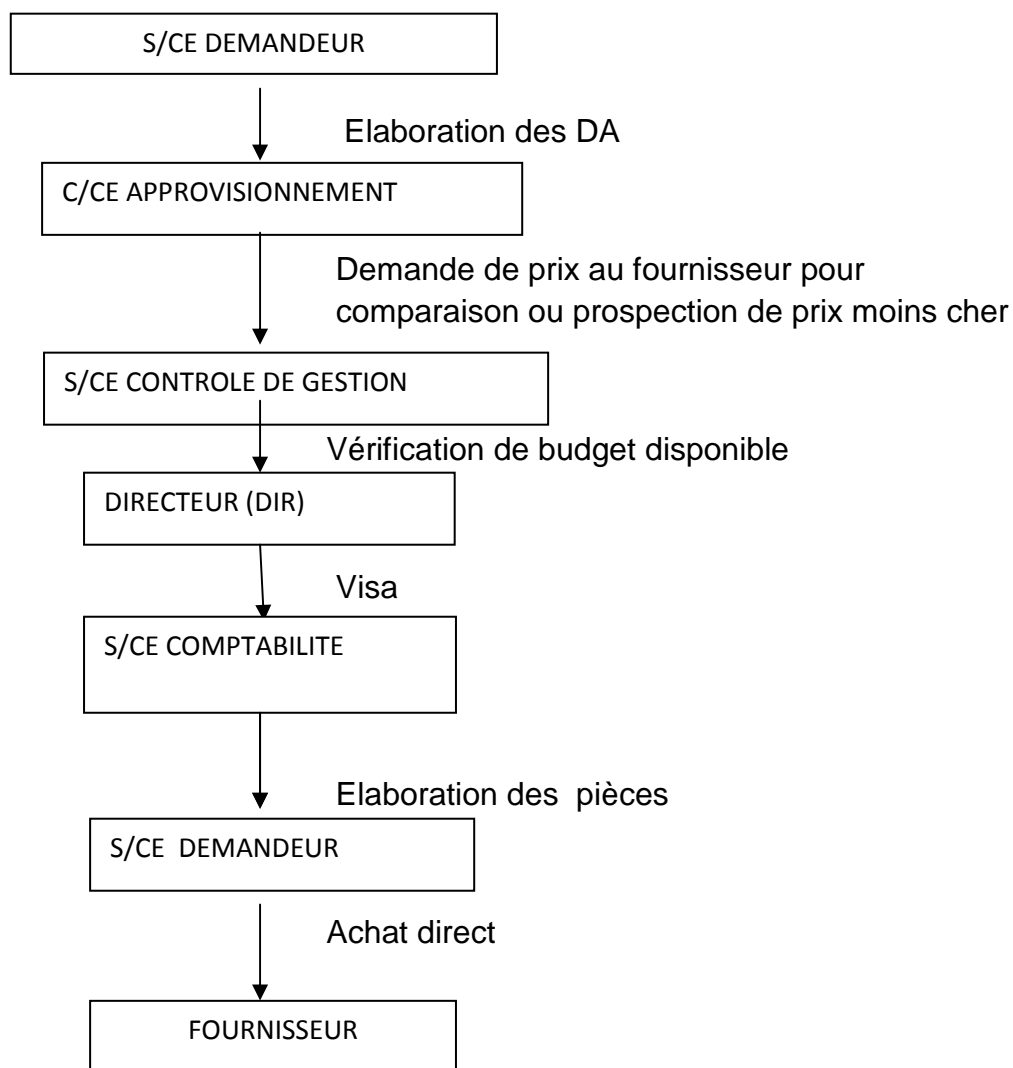 S/CE DEMANDEUR
Elaboration des DA
C/CE APPROVISIONNEMENT
Demande de prix au fournisseur pour
comparaison ou prospection de prix moins cher
S/CE CONTROLE DE GESTION
Vérification de budget disponible
DIRECTEUR (DIR)
Visa
S/CE COMPTABILITE
Elaboration des pièces
S/CE DEMANDEUR
Achat direct
FOURNISSEUR